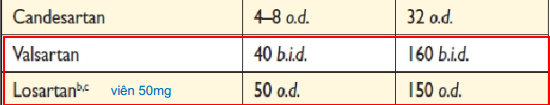 Candesartan 4–8 o.d. 32 o.d.
Valsartan 40 b.i.d. 160 b.i.d.
Losartanb,c viên 50mg 50 o.d. 150 o.d.